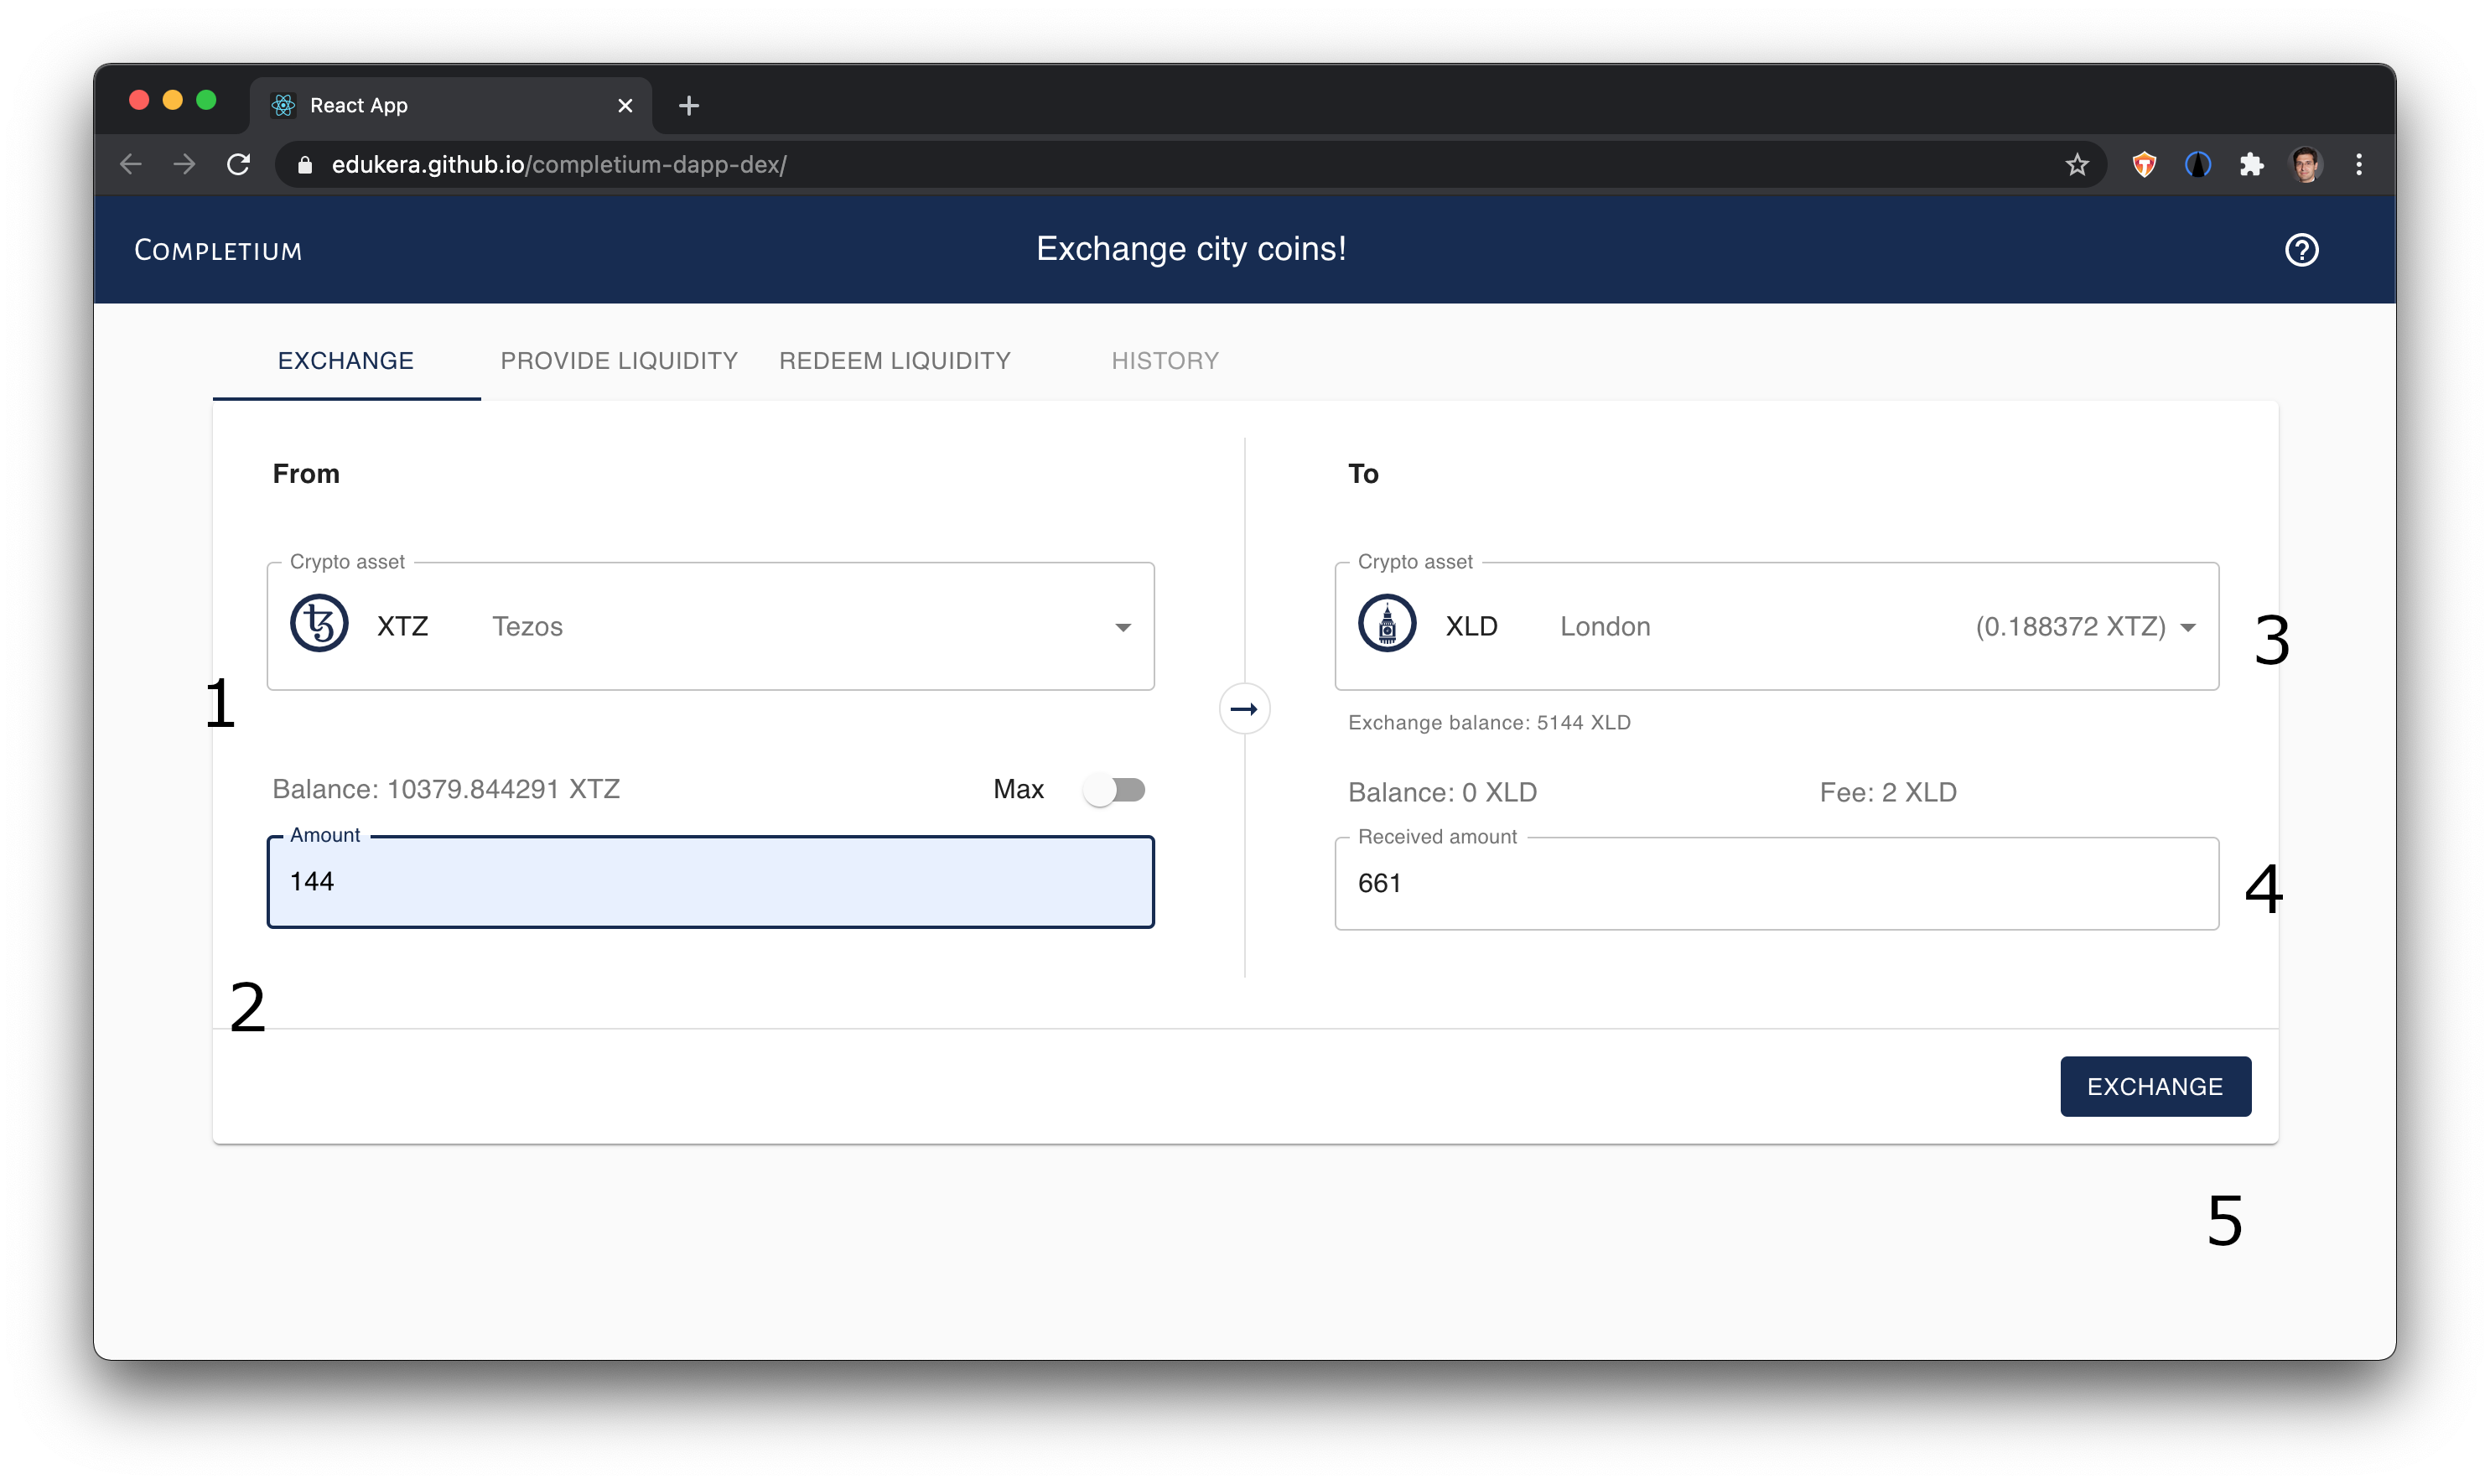 React App
edukera.github.io/completium-dapp-dex/
COMPLETIUM
Exchange city coins!
EXCHANGE
PROVIDE LIQUIDITY
REDEEM LIQUIDITY
HISTORY
From
Crypto asset
XTZ Tezos
1
Balance: 10379.844291 XTZ
Max
Amount
144
2
To
Crypto asset
XLD London (0.188372 XTZ)
3
Exchange balance: 5144 XLD
Balance: 0 XLD
Fee: 2 XLD
Received amount
661
4
EXCHANGE
5